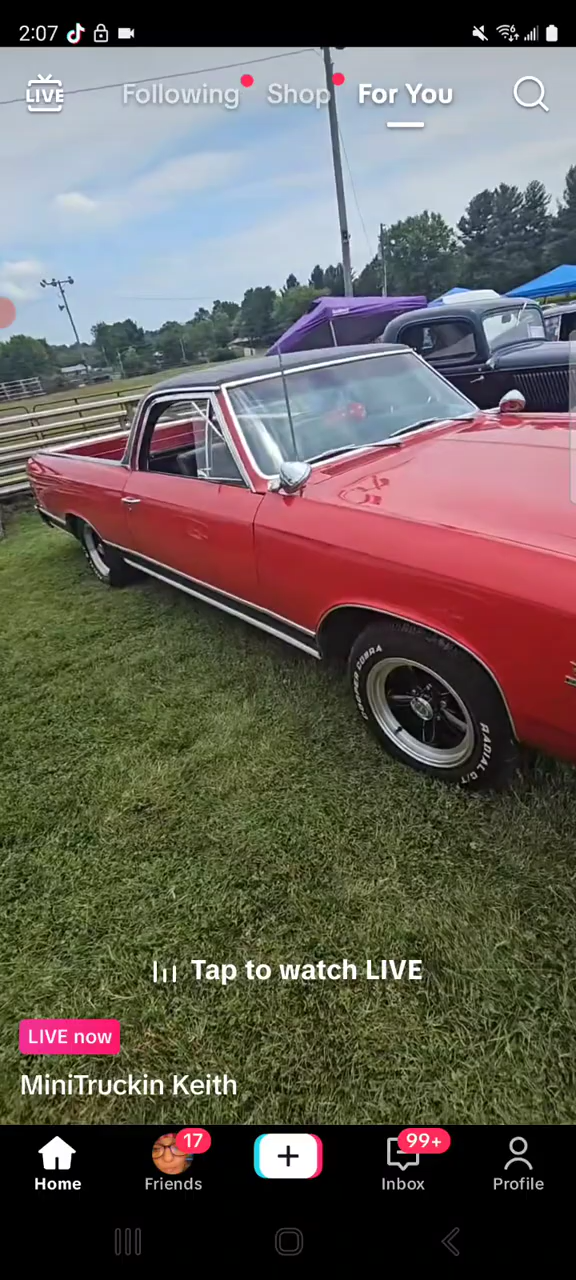 2:07
LIVE Following Shop For You
COOPER COBRA
RADIAL G/T
Tap to watch LIVE
LIVE now
MiniTruckin Keith
17 99+
Home Friends Inbox Profile